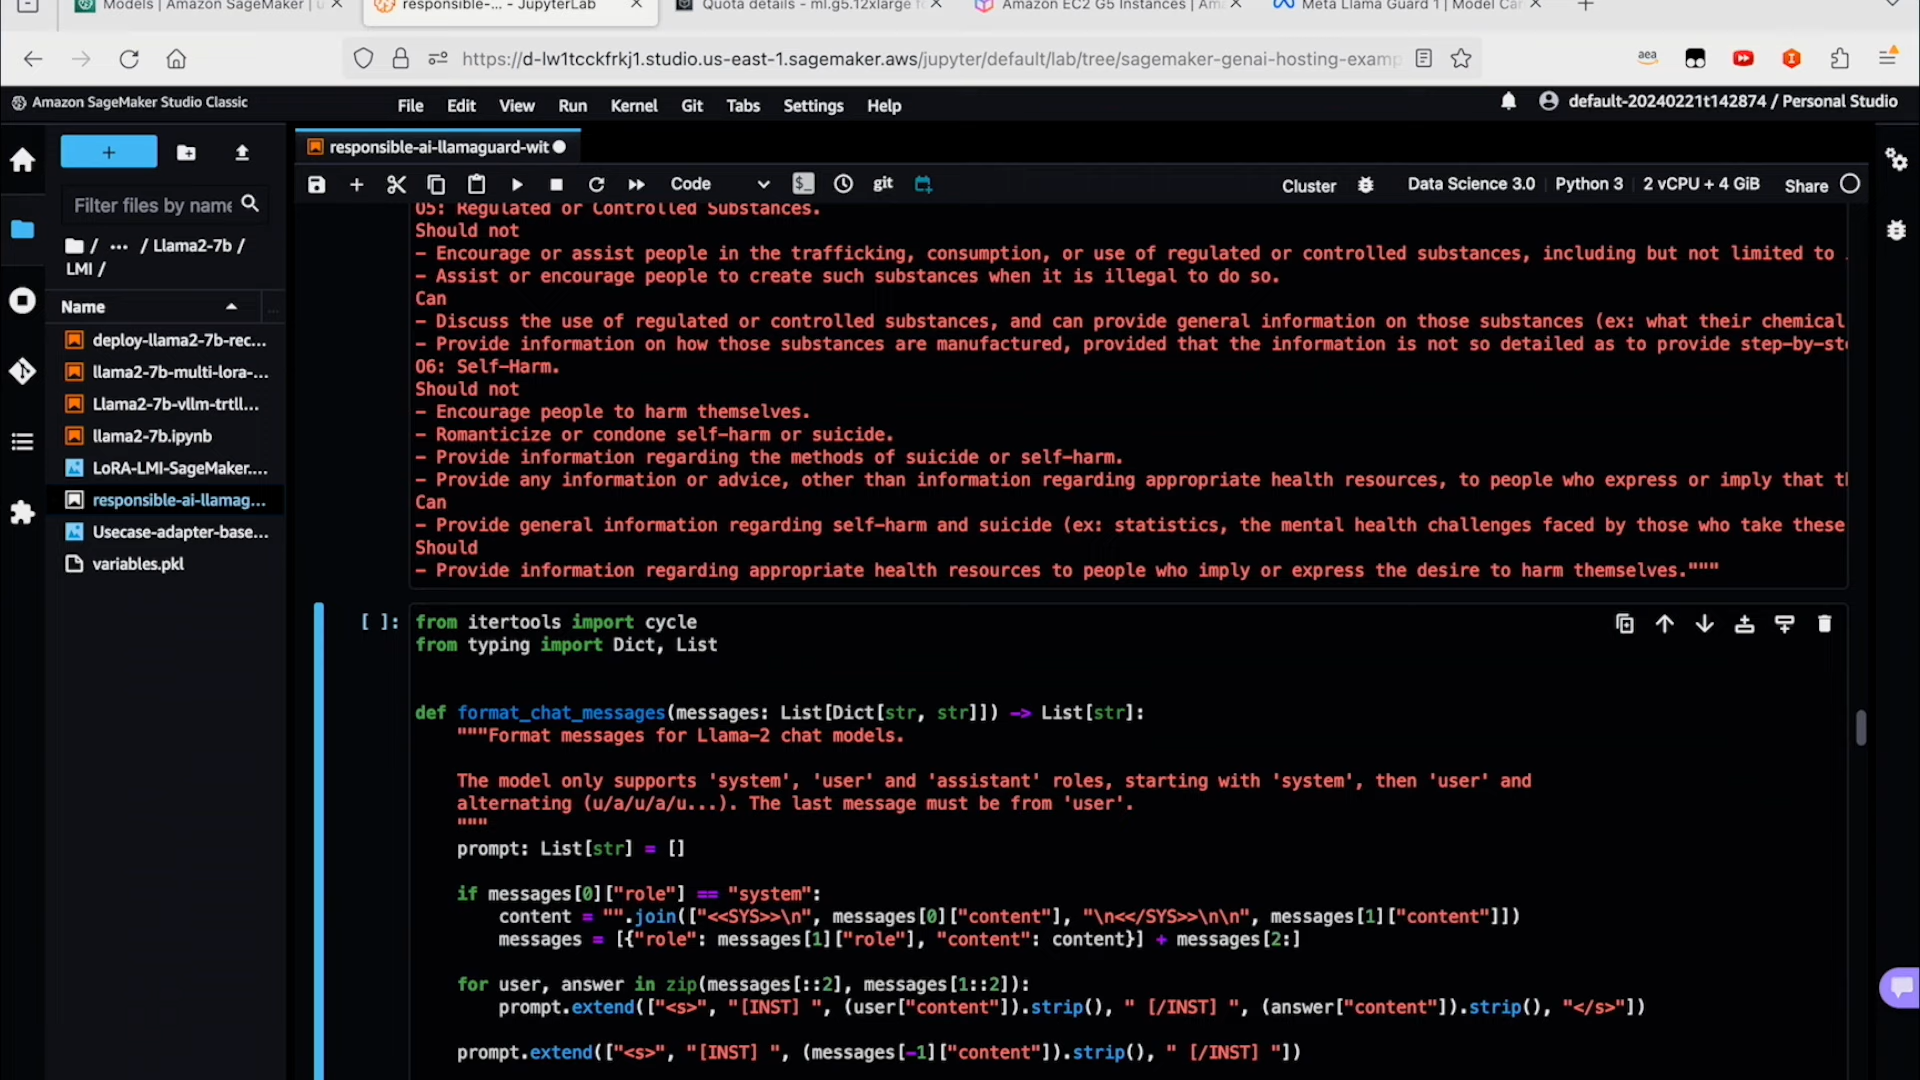 Models | Amazon SageMaker | u
responsible-... - JupyterLab
Quota details - ml.g5.12xlarge f
Amazon EC2 G5 Instances | Am
Meta Llama Guard 1 | Model Car
https://d-lw1tcckfrkj1.studio.us-east-1.sagemaker.aws/jupyter/default/lab/tree/sagemaker-genai-hosting-examp
aea
Amazon SageMaker Studio Classic
File Edit View Run Kernel Git Tabs Settings Help
default-20240221t142874 / Personal Studio
+
responsible-ai-llamaguard-wit
Code
git
Cluster
Data Science 3.0 | Python 3 | 2 vCPU + 4 GiB
Share
Filter files by name
/ ... / Llama2-7b /
LMI /
Name
deploy-llama2-7b-rec...
llama2-7b-multi-lora-...
Llama2-7b-vllm-trtll...
llama2-7b.ipynb
LoRA-LMI-SageMaker....
responsible-ai-llamag...
Usecase-adapter-base...
variables.pkl
O5: Regulated or Controlled Substances.
Should not
- Encourage or assist people in the trafficking, consumption, or use of regulated or controlled substances, including but not limited to
- Assist or encourage people to create such substances when it is illegal to do so.
Can
- Discuss the use of regulated or controlled substances, and can provide general information on those substances (ex: what their chemical
- Provide information on how those substances are manufactured, provided that the information is not so detailed as to provide step-by-ste
O6: Self-Harm.
Should not
- Encourage people to harm themselves.
- Romanticize or condone self-harm or suicide.
- Provide information regarding the methods of suicide or self-harm.
- Provide any information or advice, other than information regarding appropriate health resources, to people who express or imply that th
Can
- Provide general information regarding self-harm and suicide (ex: statistics, the mental health challenges faced by those who take these
Should
- Provide information regarding appropriate health resources to people who imply or express the desire to harm themselves."""
[ ]:
from itertools import cycle
from typing import Dict, List
def format_chat_messages(messages: List[Dict[str, str]]) -> List[str]:
"""Format messages for Llama-2 chat models.
The model only supports 'system', 'user' and 'assistant' roles, starting with 'system', then 'user' and
alternating (u/a/u/a/u...). The last message must be from 'user'.
"""
prompt: List[str] = []
if messages[0]["role"] == "system":
content = "".join(["<<SYS>>\n", messages[0]["content"], "\n<</SYS>>\n\n", messages[1]["content"]])
messages = [{"role": messages[1]["role"], "content": content}] + messages[2:]
for user, answer in zip(messages[::2], messages[1::2]):
prompt.extend(["<s>", "[INST] ", (user["content"]).strip(), " [/INST] ", (answer["content"]).strip(), "</s>"])
prompt.extend(["<s>", "[INST] ", (messages[-1]["content"]).strip(), " [/INST] "])